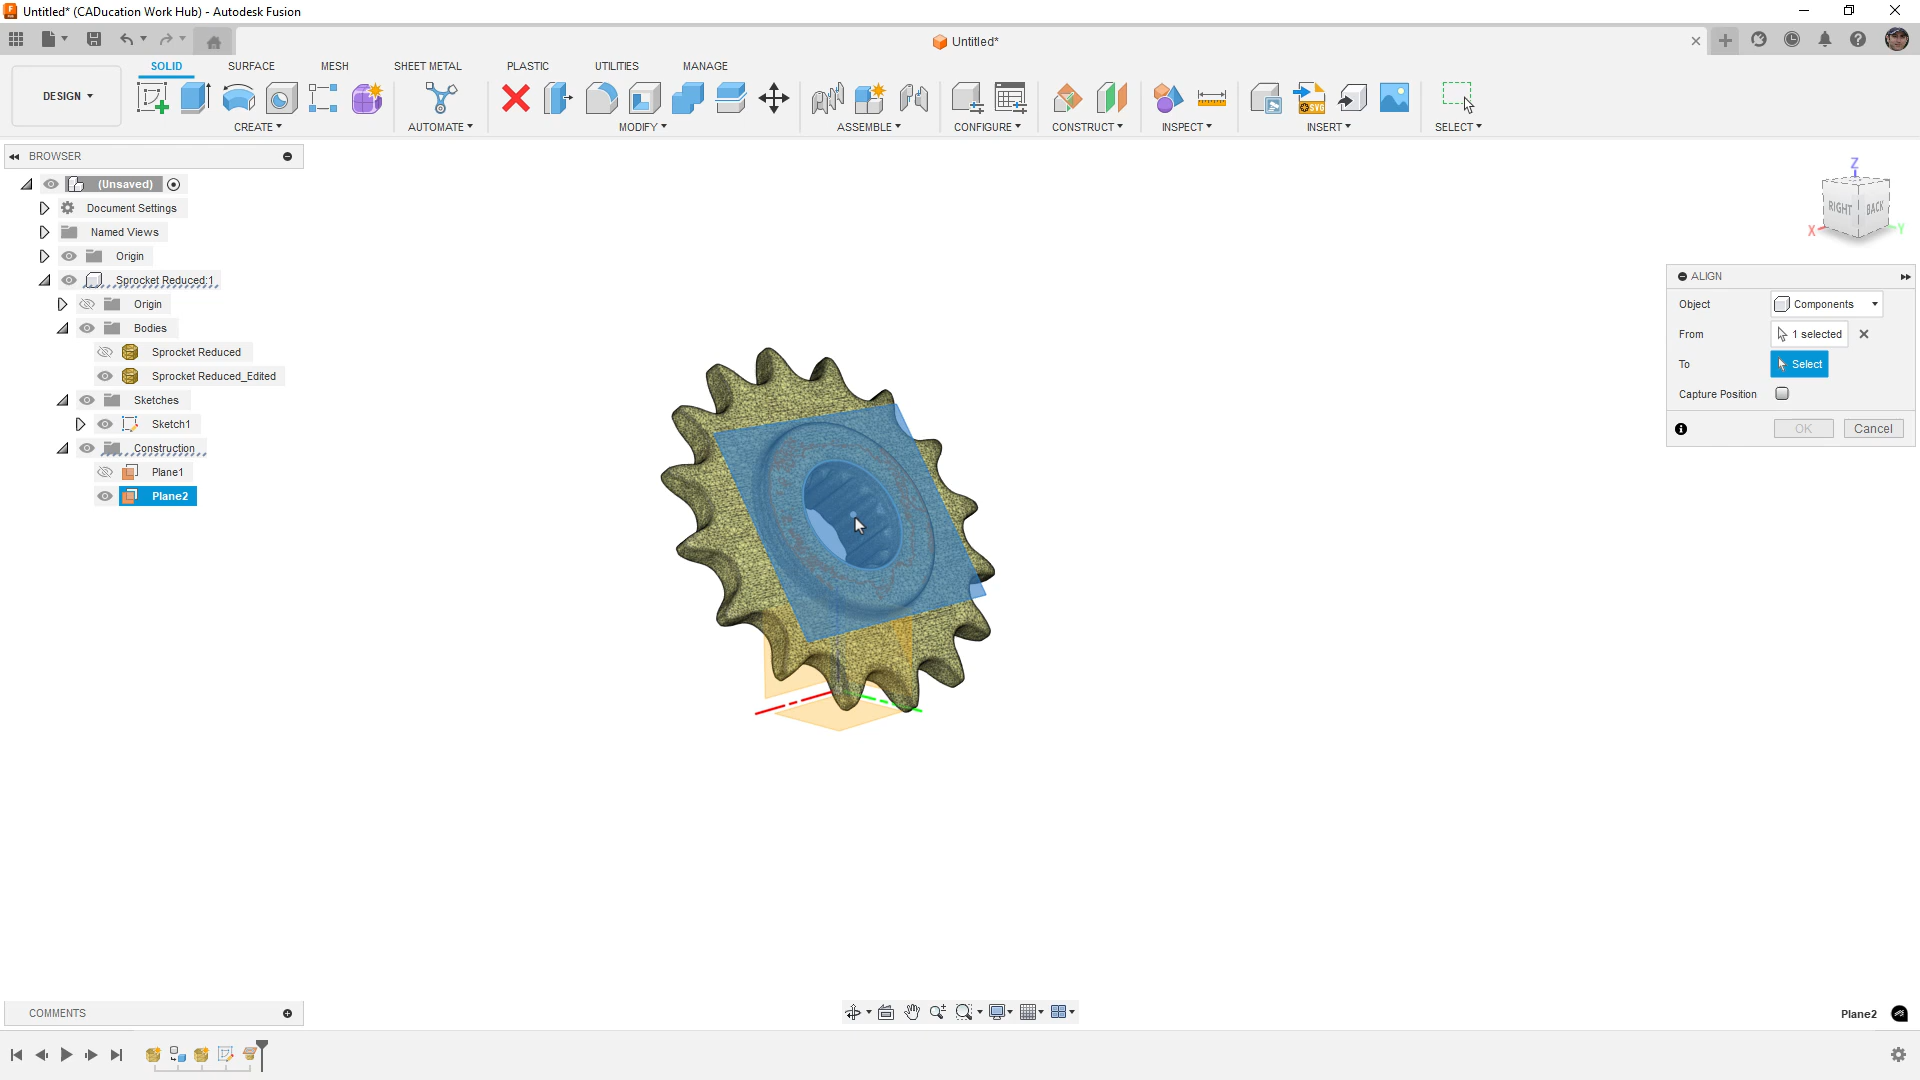 Untitled* (CADucation Work Hub) - Autodesk Fusion
Untitled*
DESIGN
SOLID
SURFACE
MESH
SHEET METAL
PLASTIC
UTILITIES
MANAGE
CREATE
AUTOMATE
MODIFY
ASSEMBLE
CONFIGURE
CONSTRUCT
INSPECT
SVG
INSERT
SELECT
BROWSER
(Unsaved)
Document Settings
Named Views
Origin
Sprocket Reduced:1
Origin
Bodies
Sprocket Reduced
Sprocket Reduced_Edited
Sketches
Sketch1
Construction
Plane1
Plane2
Z
RIGHT
BACK
X
Y
ALIGN
Object
Components
From
1 selected
To
Select
Capture Position
OK
Cancel
COMMENTS
Plane2